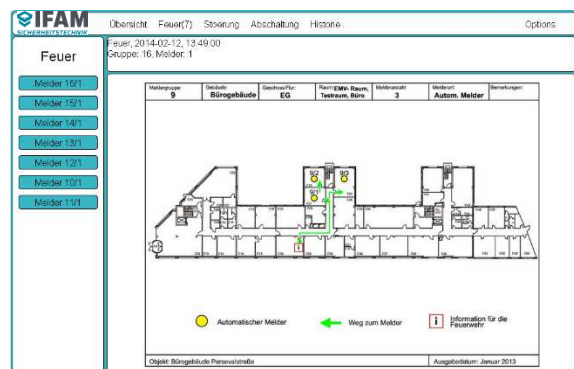 IFAM
SICHERHEITSTECHNIK
Übersicht Feuer(7) Stoerung Abschaltung Historie Options
Feuer
Feuer, 2014-02-12, 13:49:00
Gruppe: 16, Melder: 1
Melder 16/1
Melder 15/1
Melder 14/1
Melder 13/1
Melder 12/1
Melder 10/1
Melder 11/1
Meldergruppe: Gebäude: Geschoss/Flur: Raum: EMV- Raum, Melderanzahl: Melderart: Bemerkungen:
9 Bürogebäude EG Testraum, Büro 3 Autom. Melder
9/2 9/3
9/1
i
Automatischer Melder Weg zum Melder i Information für die
Feuerwehr
Objekt: Bürogebäude Parsevalstraße Ausgabedatum: Januar 2013